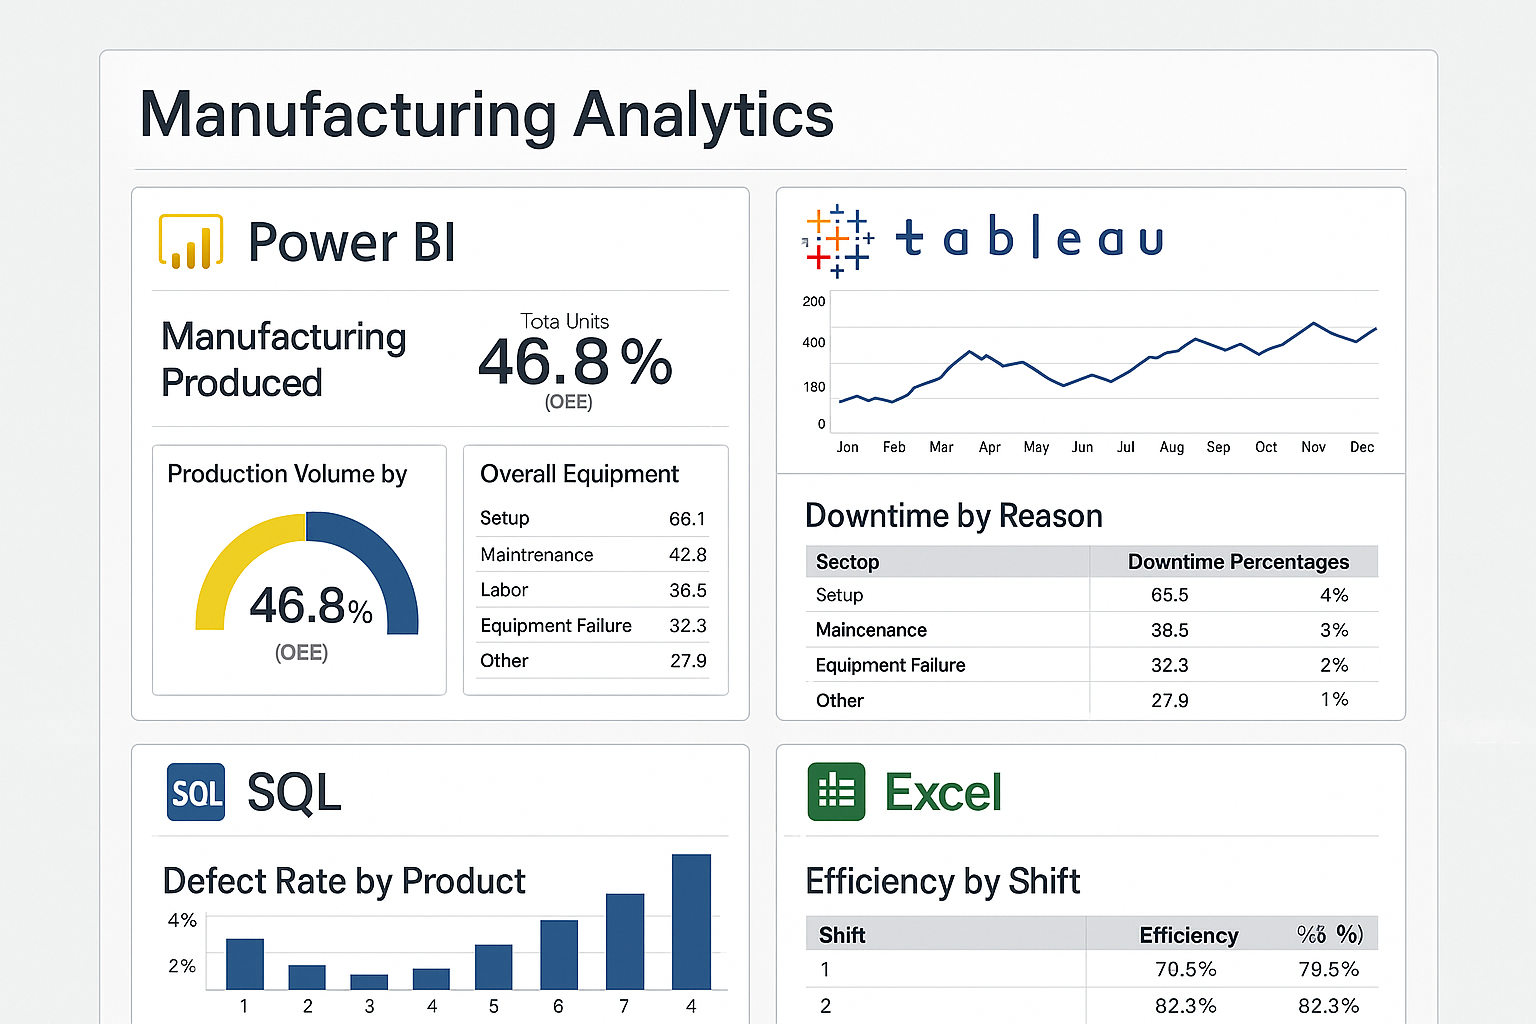 Manufacturing Analytics
Power BI
Manufacturing
Produced
Tota Units
46.8%
(OEE)
Production Volume by
46.8%
(OEE)
Overall Equipment
Setup 66.1
Maintrenance 42.8
Labor 36.5
Equipment Failure 32.3
Other 27.9
tableau
200
400
180
0
Jon Feb Mar Apr May Jun Jul Aug Sep Oct Nov Dec
Downtime by Reason
Sectop Downtime Percentages
Setup 65.5 4%
Maincenance 38.5 3%
Equipment Failure 32.3 2%
Other 27.9 1%
SQL SQL
Defect Rate by Product
4%
2%
1 2 3 4 5 6 7 4
Excel
Efficiency by Shift
Shift Efficiency %)
1 70.5% 79.5%
2 82.3% 82.3%